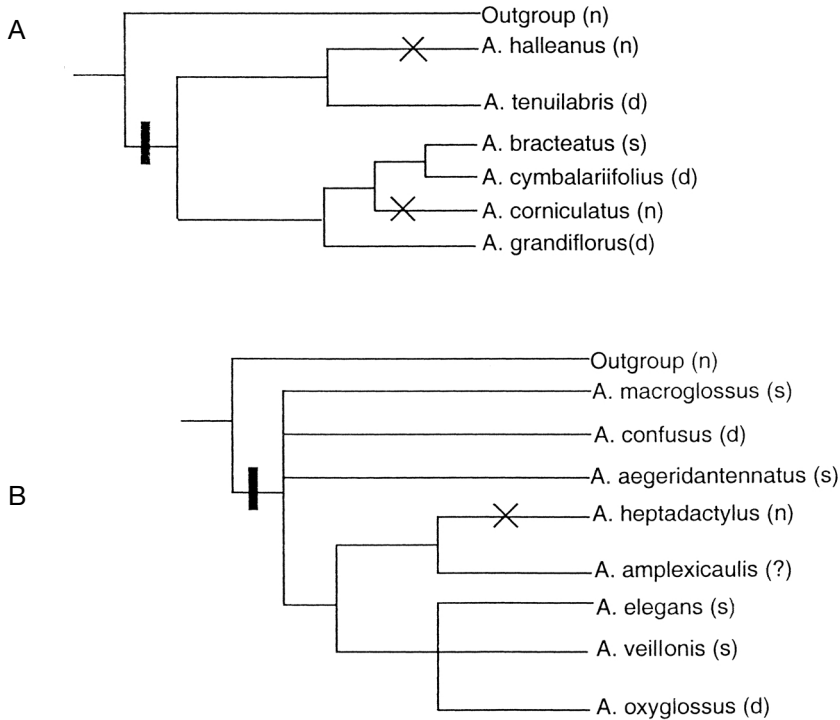 A
Outgroup (n)
A. halleanus (n)
A. tenuilabris (d)
A. bracteatus (s)
A. cymbalariifolius (d)
A. corniculatus (n)
A. grandiflorus(d)
B
Outgroup (n)
A. macroglossus (s)
A. confusus (d)
A. aegeridantennatus (s)
A. heptadactylus (n)
A. amplexicaulis (?)
A. elegans (s)
A. veillonis (s)
A. oxyglossus (d)